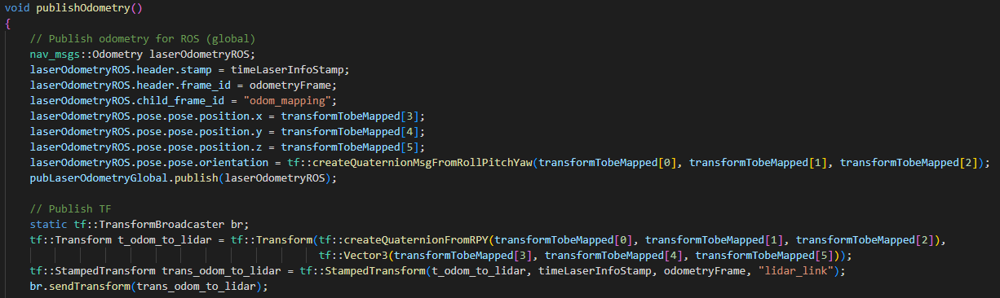 void publishOdometry()
{
    // Publish odometry for ROS (global)
    nav_msgs::Odometry laserOdometryROS;
    laserOdometryROS.header.stamp = timeLaserInfoStamp;
    laserOdometryROS.header.frame_id = odometryFrame;
    laserOdometryROS.child_frame_id = "odom_mapping";
    laserOdometryROS.pose.pose.position.x = transformTobeMapped[3];
    laserOdometryROS.pose.pose.position.y = transformTobeMapped[4];
    laserOdometryROS.pose.pose.position.z = transformTobeMapped[5];
    laserOdometryROS.pose.pose.orientation = tf::createQuaternionMsgFromRollPitchYaw(transformTobeMapped[0], transformTobeMapped[1], transformTobeMapped[2]);
    pubLaserOdometryGlobal.publish(laserOdometryROS);

    // Publish TF
    static tf::TransformBroadcaster br;
    tf::Transform t_odom_to_lidar = tf::Transform(tf::createQuaternionFromRPY(transformTobeMapped[0], transformTobeMapped[1], transformTobeMapped[2]),
                                                  tf::Vector3(transformTobeMapped[3], transformTobeMapped[4], transformTobeMapped[5]));
    tf::StampedTransform trans_odom_to_lidar = tf::StampedTransform(t_odom_to_lidar, timeLaserInfoStamp, odometryFrame, "lidar_link");
    br.sendTransform(trans_odom_to_lidar);